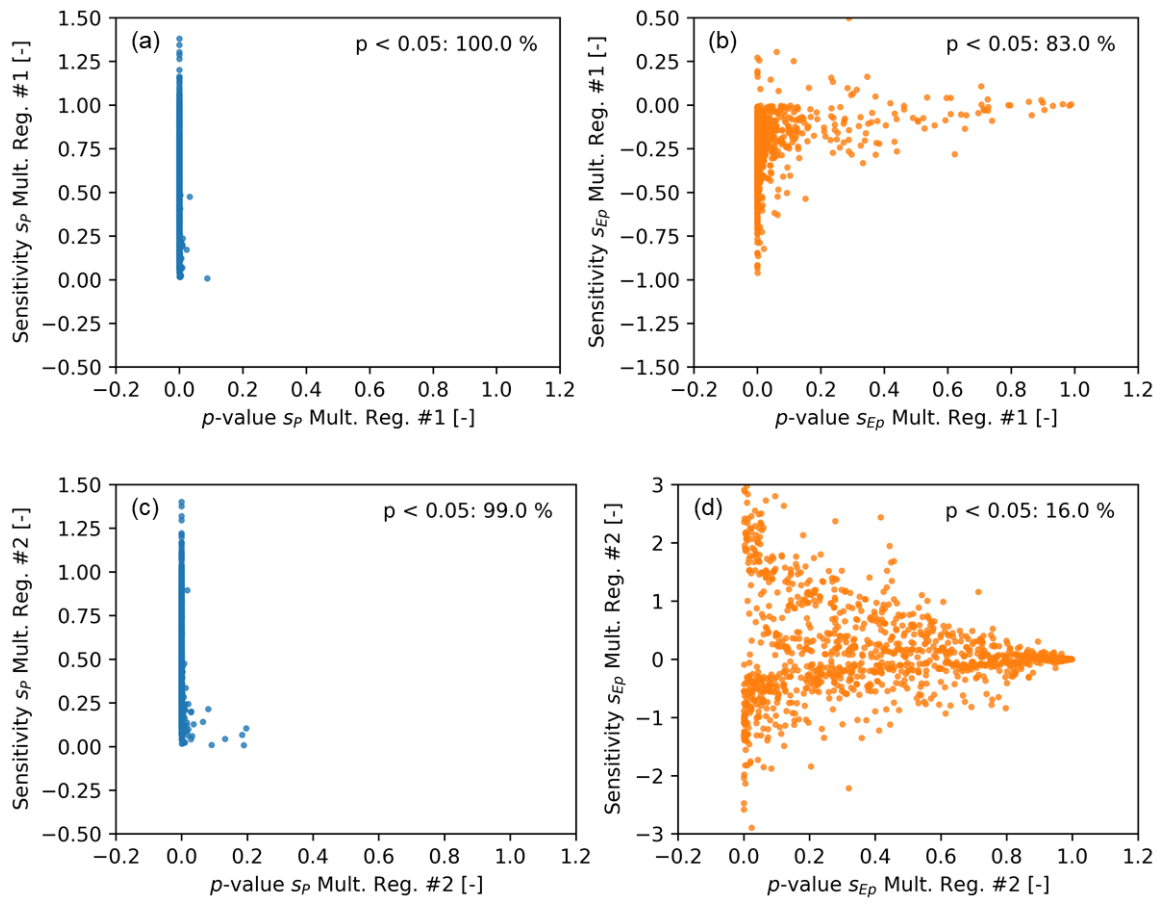 (a)
p < 0.05: 100.0 %
Sensitivity sP Mult. Reg. #1 [-]
1.50
1.25
1.00
0.75
0.50
0.25
0.00
−0.25
−0.50
−0.2 0.0 0.2 0.4 0.6 0.8 1.0 1.2
p-value sP Mult. Reg. #1 [-]
(b)
p < 0.05: 83.0 %
Sensitivity sEp Mult. Reg. #1 [-]
0.50
0.25
0.00
−0.25
−0.50
−0.75
−1.00
−1.25
−1.50
−0.2 0.0 0.2 0.4 0.6 0.8 1.0 1.2
p-value sEp Mult. Reg. #1 [-]
(c)
p < 0.05: 99.0 %
Sensitivity sP Mult. Reg. #2 [-]
1.50
1.25
1.00
0.75
0.50
0.25
0.00
−0.25
−0.50
−0.2 0.0 0.2 0.4 0.6 0.8 1.0 1.2
p-value sP Mult. Reg. #2 [-]
(d)
p < 0.05: 16.0 %
Sensitivity sEp Mult. Reg. #2 [-]
3
2
1
0
−1
−2
−3
−0.2 0.0 0.2 0.4 0.6 0.8 1.0 1.2
p-value sEp Mult. Reg. #2 [-]